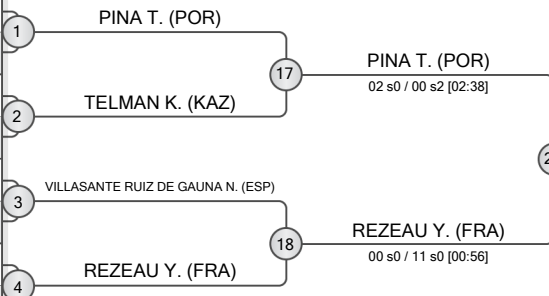 PINA T. (POR)
1
17
PINA T. (POR)
02 s0 / 00 s2 [02:38]
TELMAN K. (KAZ)
2
VILLASANTE RUIZ DE GAUNA N. (ESP)
3
18
REZEAU Y. (FRA)
00 s0 / 11 s0 [00:56]
REZEAU Y. (FRA)
4